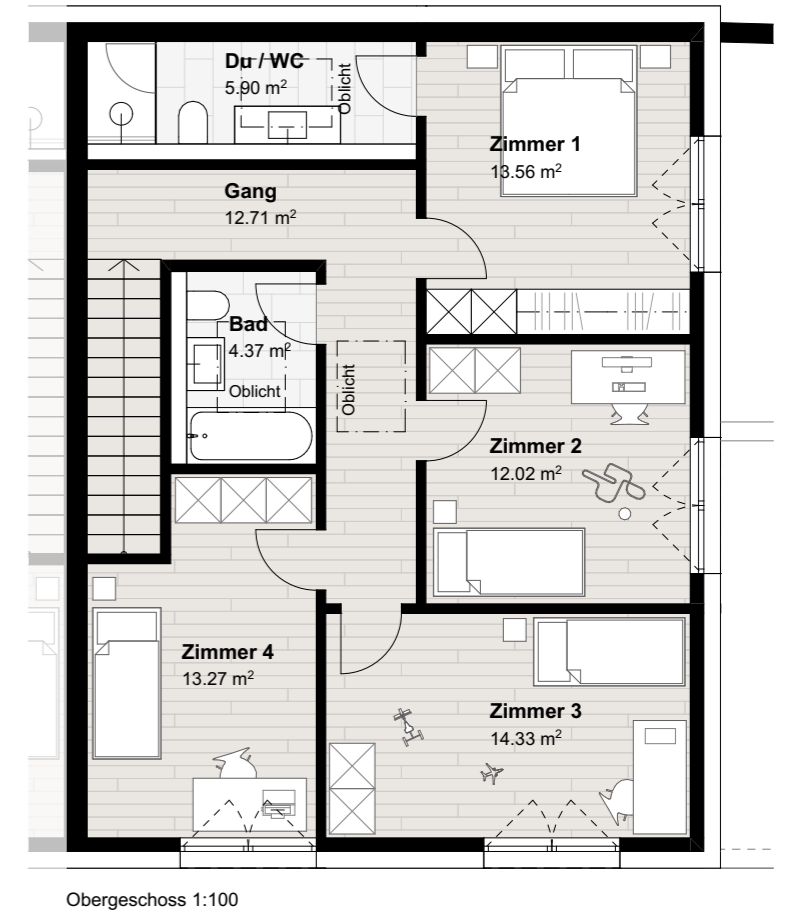 Du / WC
5.90 m²
Oblicht
Zimmer 1
13.56 m²
Gang
12.71 m²
Bad
4.37 m²
Oblicht
Oblicht
Zimmer 2
12.02 m²
Zimmer 4
13.27 m²
Zimmer 3
14.33 m²
Obergeschoss 1:100